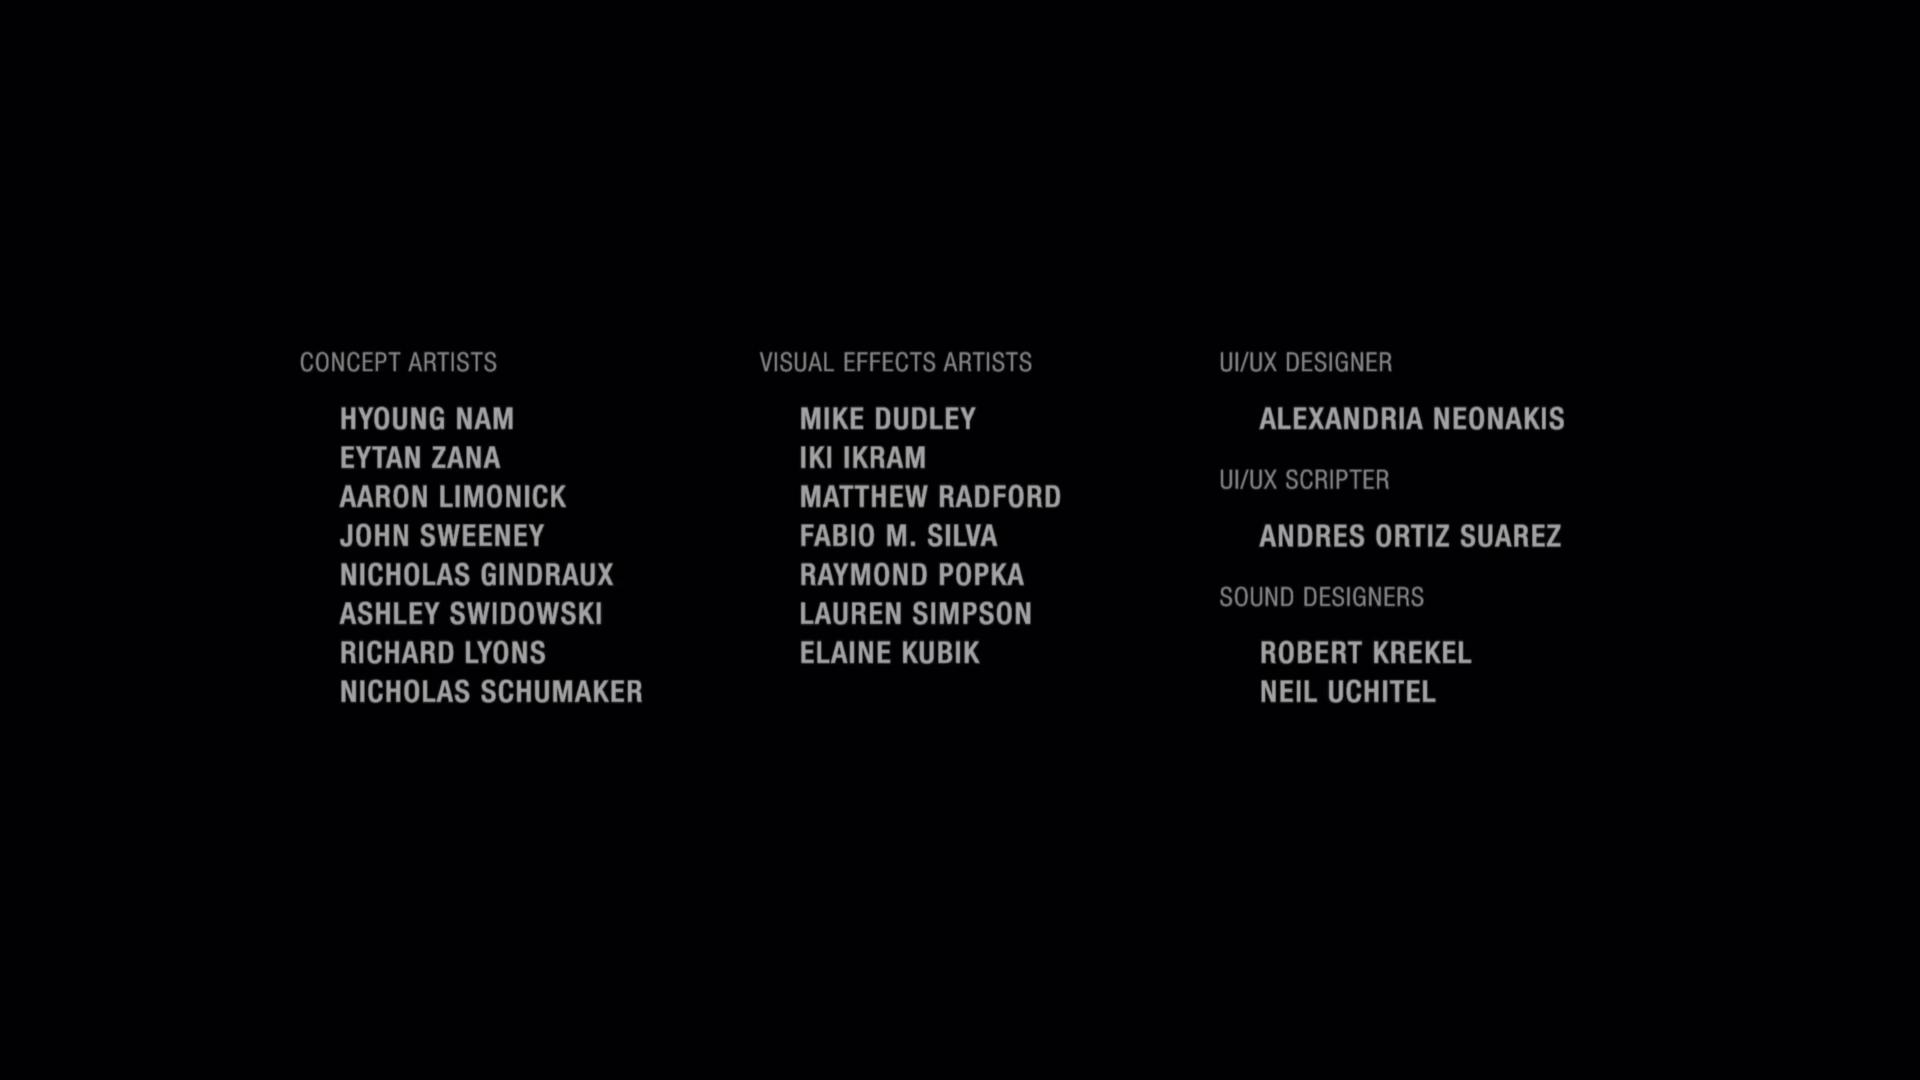 CONCEPT ARTISTS
HYOUNG NAM
EYTAN ZANA
AARON LIMONICK
JOHN SWEENEY
NICHOLAS GINDRAUX
ASHLEY SWIDOWSKI
RICHARD LYONS
NICHOLAS SCHUMAKER
VISUAL EFFECTS ARTISTS
MIKE DUDLEY
IKI IKRAM
MATTHEW RADFORD
FABIO M. SILVA
RAYMOND POPKA
LAUREN SIMPSON
ELAINE KUBIK
UI/UX DESIGNER
ALEXANDRIA NEONAKIS
UI/UX SCRIPTER
ANDRES ORTIZ SUAREZ
SOUND DESIGNERS
ROBERT KREKEL
NEIL UCHITEL